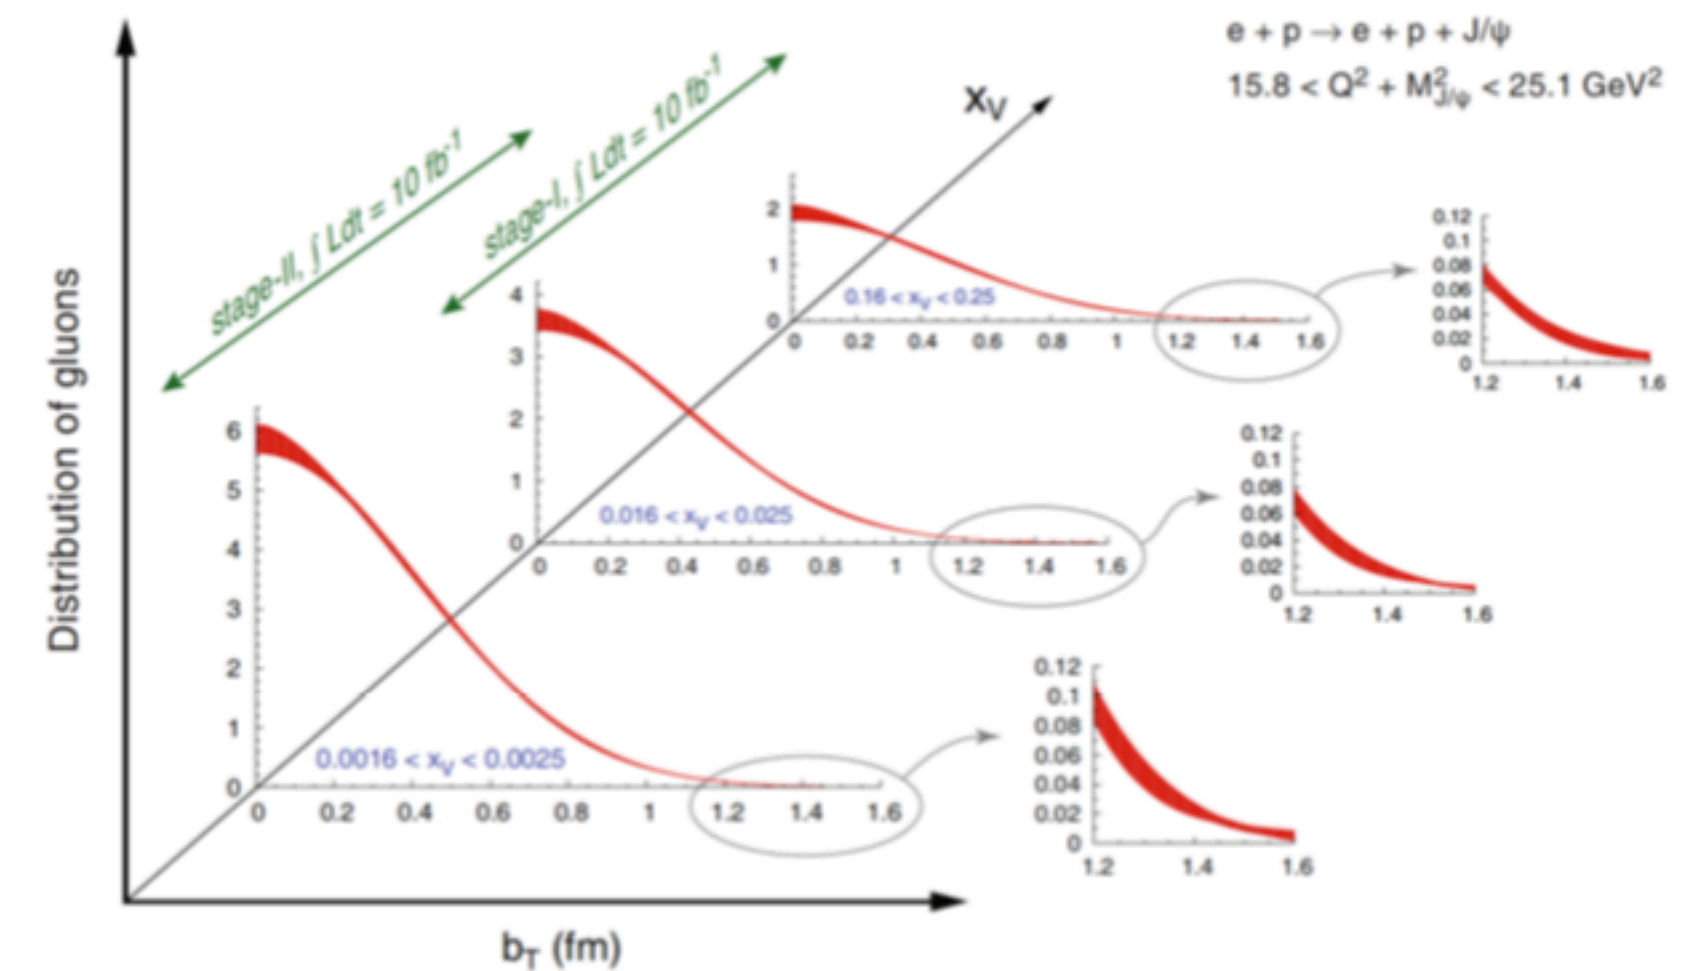 e + p → e + p + J/ψ
15.8 < Q² + M²J/ψ < 25.1 GeV²
xV
stage-II, ∫ Ldt = 10 fb⁻¹
stage-I, ∫ Ldt = 10 fb⁻¹
Distribution of gluons
2
1
0
0.16 < xV < 0.25
0 0.2 0.4 0.6 0.8 1 1.2 1.4 1.6
0.12
0.1
0.08
0.06
0.04
0.02
0
1.2 1.4 1.6
4
3
2
1
0
0.016 < xV < 0.025
0 0.2 0.4 0.6 0.8 1 1.2 1.4 1.6
0.12
0.1
0.08
0.06
0.04
0.02
0
1.2 1.4 1.6
6
5
4
3
2
1
0
0.0016 < xV < 0.0025
0 0.2 0.4 0.6 0.8 1 1.2 1.4 1.6
0.12
0.1
0.08
0.06
0.04
0.02
0
1.2 1.4 1.6
bT (fm)